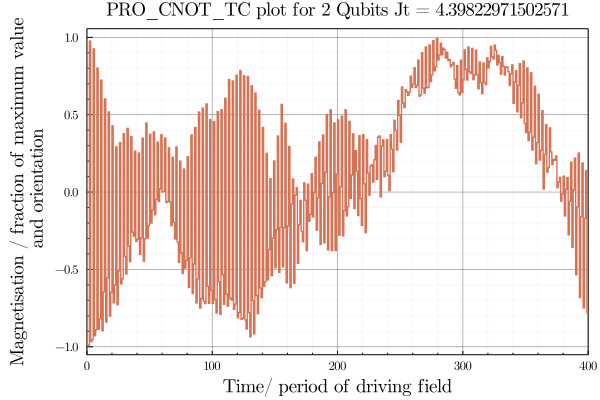 PRO_CNOT_TC plot for 2 Qubits Jt = 4.39822971502571
Magnetisation / fraction of maximum value
and orientation
1.0
0.5
0.0
−0.5
−1.0
0 100 200 300 400
Time/ period of driving field